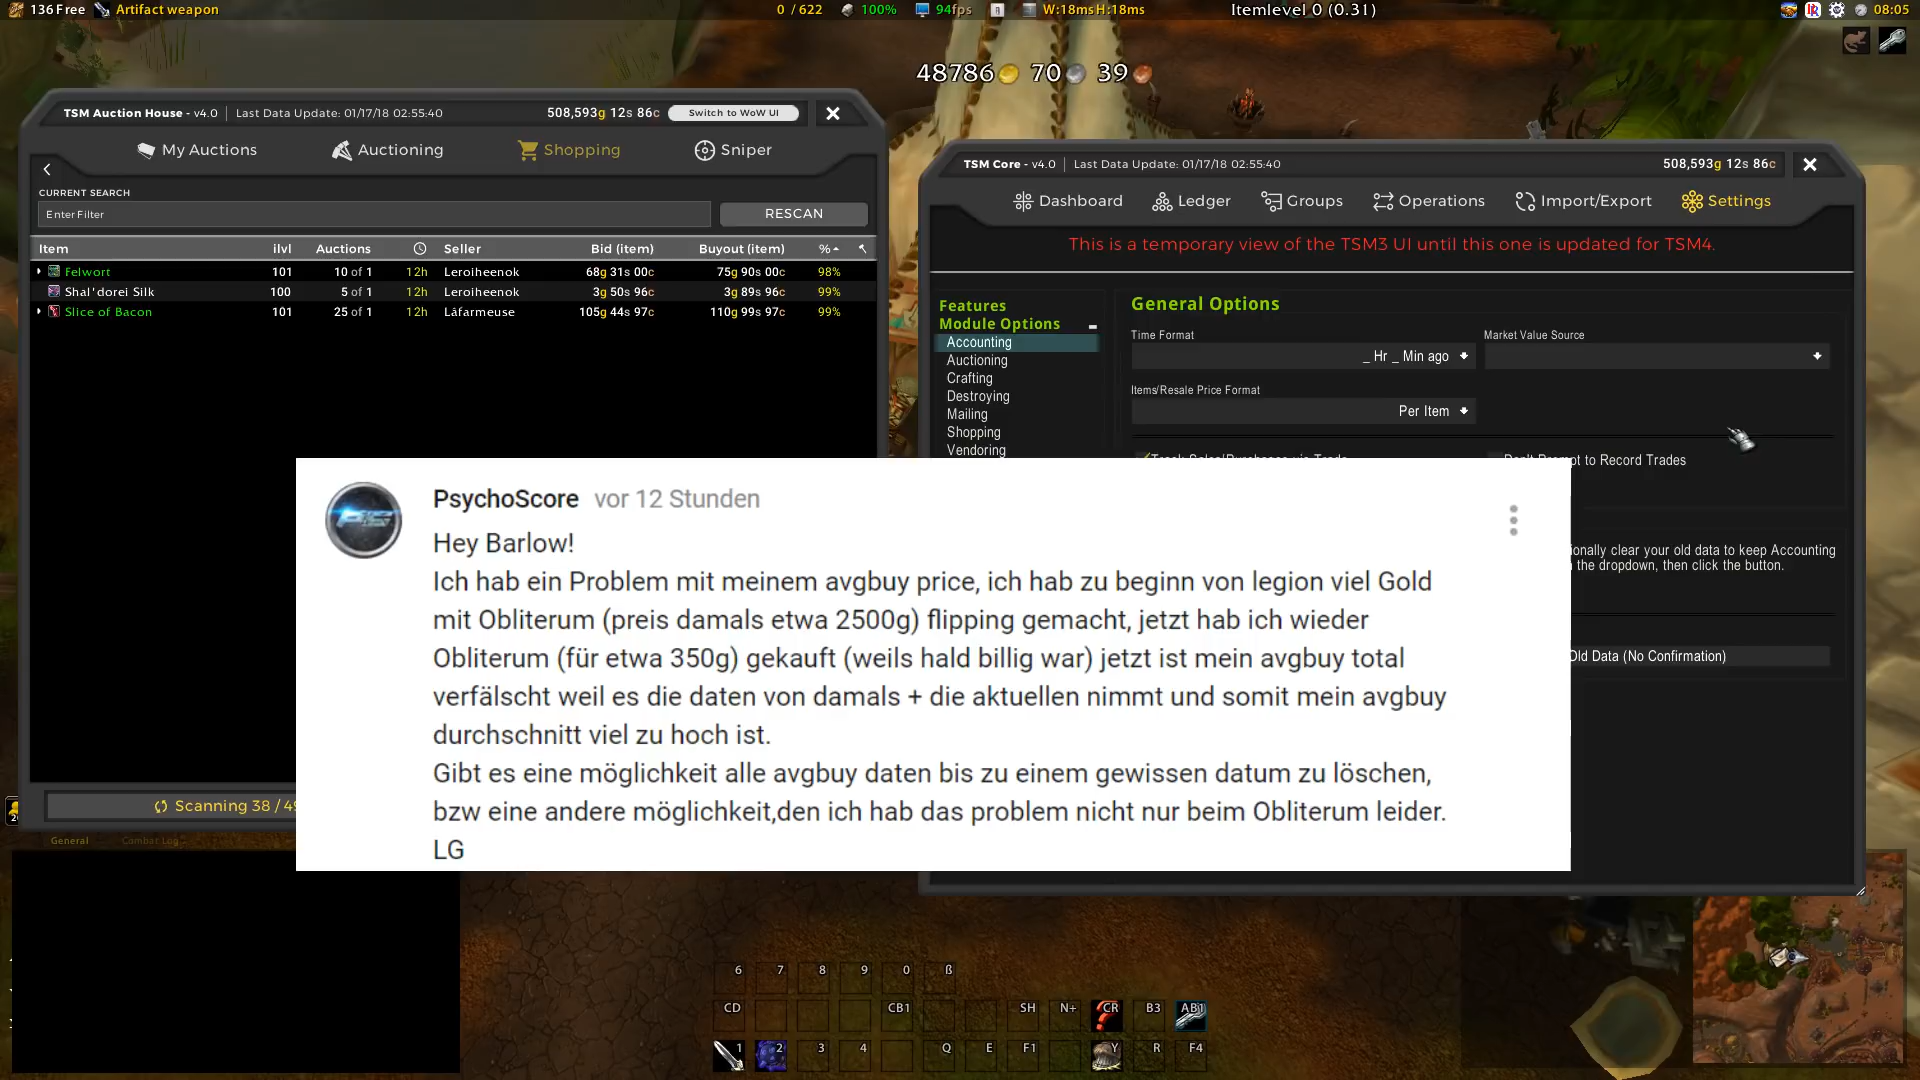 136 Free Artifact weapon
0 / 622 100% 94fps W:18ms H:18ms
Itemlevel 0 (0.31)
08:05
48786 70 39
TSM Auction House - v4.0 Last Data Update: 01/17/18 02:55:40 508,593g 12s 86c Switch to WoW UI
My Auctions Auctioning Shopping Sniper
CURRENT SEARCH
Enter Filter RESCAN
Item ilvl Auctions Seller Bid (item) Buyout (item) %
Felwort 101 10 of 1 12h Leroiheenok 68g 31s 00c 75g 90s 00c 98%
Shal'dorei Silk 100 5 of 1 12h Leroiheenok 3g 50s 96c 3g 89s 96c 99%
Slice of Bacon 101 25 of 1 12h Låfarmeuse 105g 44s 97c 110g 99s 97c 99%
Scanning 38 /
General Combat Log
TSM Core - v4.0 Last Data Update: 01/17/18 02:55:40 508,593g 12s 86c
Dashboard Ledger Groups Operations Import/Export Settings
This is a temporary view of the TSM3 UI until this one is updated for TSM4.
Features
Module Options
Accounting
Auctioning
Crafting
Destroying
Mailing
Shopping
Vendoring
General Options
Time Format Market Value Source
_ Hr _ Min ago
Items/Resale Price Format
Per Item
Track Sales/Purchases via Trade Don't Prompt to Record Trades
ionally clear your old data to keep Accounting
the dropdown, then click the button.
Old Data (No Confirmation)
PsychoScore vor 12 Stunden
Hey Barlow!
Ich hab ein Problem mit meinem avgbuy price, ich hab zu beginn von legion viel Gold
mit Obliterum (preis damals etwa 2500g) flipping gemacht, jetzt hab ich wieder
Obliterum (für etwa 350g) gekauft (weils hald billig war) jetzt ist mein avgbuy total
verfälscht weil es die daten von damals + die aktuellen nimmt und somit mein avgbuy
durchschnitt viel zu hoch ist.
Gibt es eine möglichkeit alle avgbuy daten bis zu einem gewissen datum zu löschen,
bzw eine andere möglichkeit,den ich hab das problem nicht nur beim Obliterum leider.
LG
6 7 8 9 0 ß
CD CB1 SH N+ CR B3 AB1
1 2 3 4 Q E F1 Y R F4